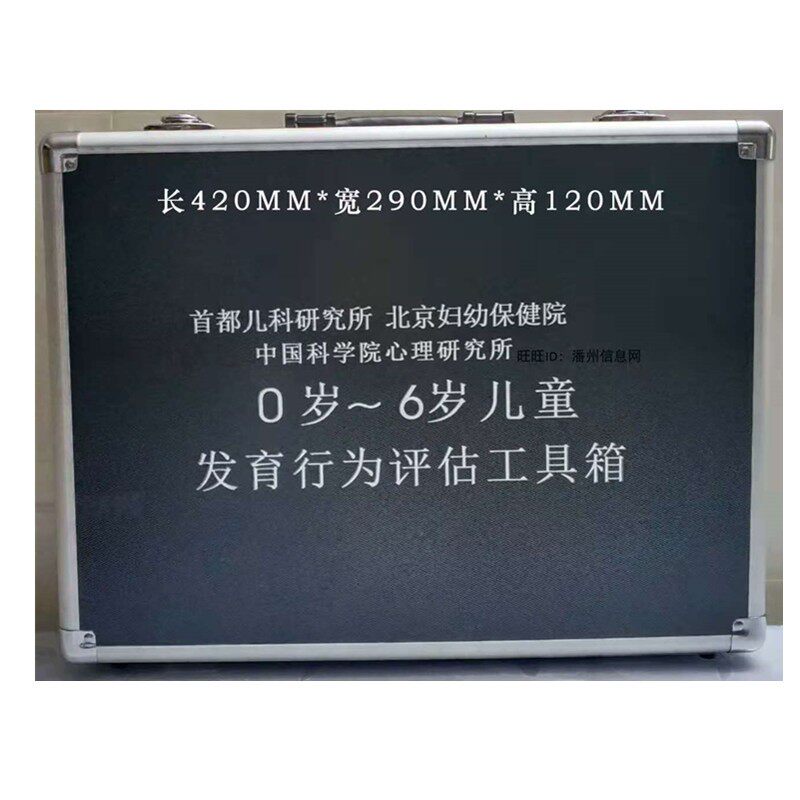 长420MM*宽290MM*高120MM
首都儿科研究所 北京妇幼保健院
中国科学院心理研究所
旺旺ID：潘州信息网
0岁～6岁儿童
发育行为评估工具箱